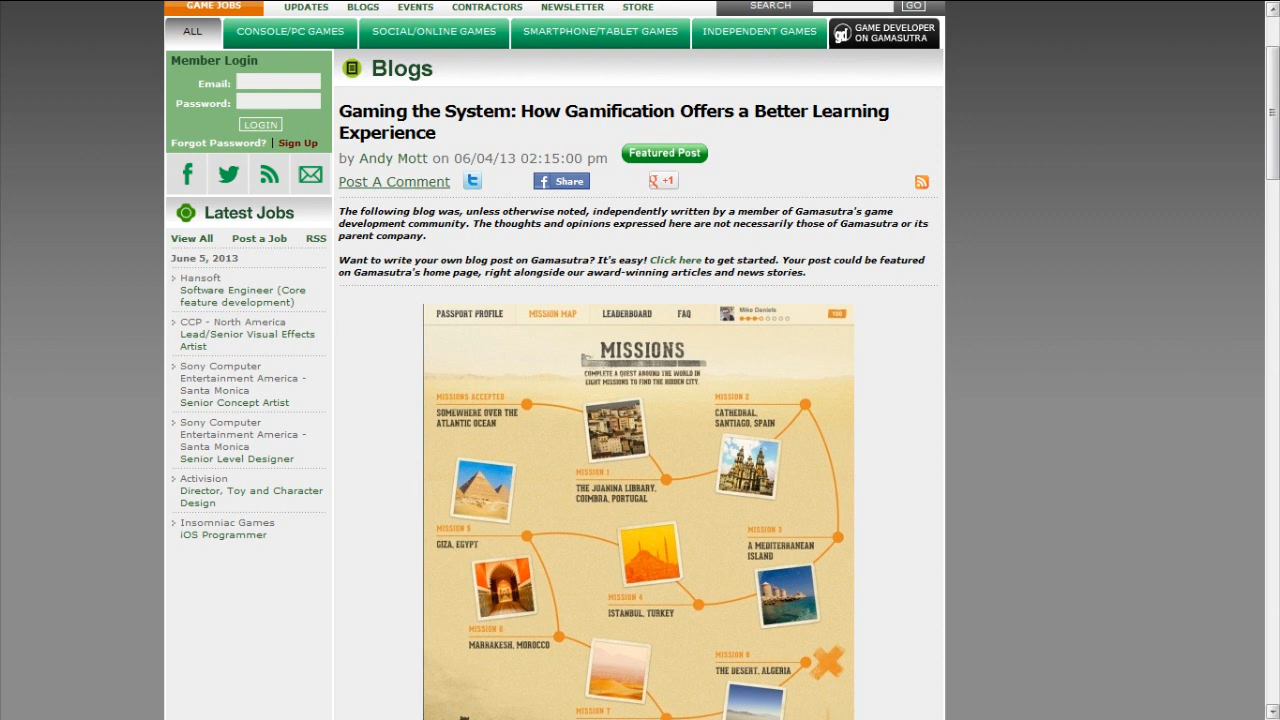 GAME JOBS
UPDATES BLOGS EVENTS CONTRACTORS NEWSLETTER STORE
SEARCH GO
ALL CONSOLE/PC GAMES SOCIAL/ONLINE GAMES SMARTPHONE/TABLET GAMES INDEPENDENT GAMES
gd GAME DEVELOPER
ON GAMASUTRA
Member Login
Email:
Password:
LOGIN
Forgot Password? | Sign Up
Latest Jobs
View All Post a Job RSS
June 5, 2013
Hansoft
Software Engineer (Core
feature development)
CCP - North America
Lead/Senior Visual Effects
Artist
Sony Computer
Entertainment America -
Santa Monica
Senior Concept Artist
Sony Computer
Entertainment America -
Santa Monica
Senior Level Designer
Activision
Director, Toy and Character
Design
Insomniac Games
iOS Programmer
Blogs
Gaming the System: How Gamification Offers a Better Learning
Experience
by Andy Mott on 06/04/13 02:15:00 pm Featured Post
Post A Comment f Share g +1
The following blog was, unless otherwise noted, independently written by a member of Gamasutra's game
development community. The thoughts and opinions expressed here are not necessarily those of Gamasutra or its
parent company.
Want to write your own blog post on Gamasutra? It's easy! Click here to get started. Your post could be featured
on Gamasutra's home page, right alongside our award-winning articles and news stories.
PASSPORT PROFILE MISSION MAP LEADERBOARD FAQ Mike Daniels
MISSIONS
COMPLETE A QUEST AROUND THE WORLD IN
EIGHT MISSIONS TO FIND THE HIDDEN CITY.
MISSIONS ACCEPTED
SOMEWHERE OVER THE
ATLANTIC OCEAN
MISSION 1
THE JOANINA LIBRARY,
COIMBRA, PORTUGAL
MISSION 2
CATHEDRAL,
SANTIAGO, SPAIN
MISSION 3
A MEDITERRANEAN
ISLAND
MISSION 4
ISTANBUL, TURKEY
MISSION 5
GIZA, EGYPT
MISSION 6
MARRAKESH, MOROCCO
MISSION 7
MISSION 8
THE DESERT, ALGERIA